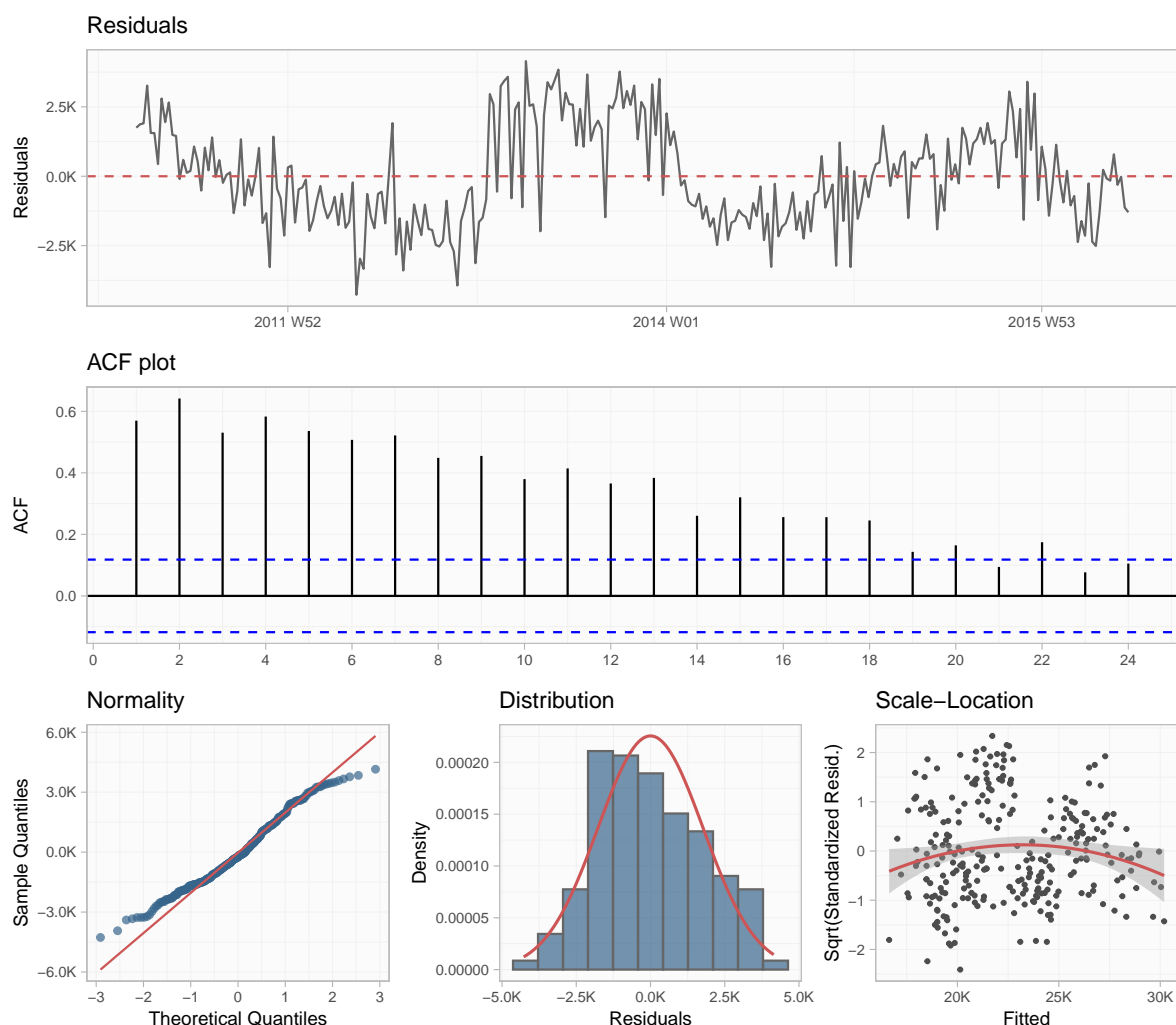 Residuals
Residuals
2.5K
0.0K
−2.5K
2011 W52
2014 W01
2015 W53
ACF plot
ACF
0.6
0.4
0.2
0.0
0
2
4
6
8
10
12
14
16
18
20
22
24
Normality
Sample Quantiles
6.0K
3.0K
0.0K
−3.0K
−6.0K
−3
−2
−1
0
1
2
3
Theoretical Quantiles
Distribution
Density
0.00020
0.00015
0.00010
0.00005
0.00000
−5.0K
−2.5K
0.0K
2.5K
5.0K
Residuals
Scale−Location
Sqrt(Standardized Resid.)
2
1
0
−1
−2
20K
25K
30K
Fitted